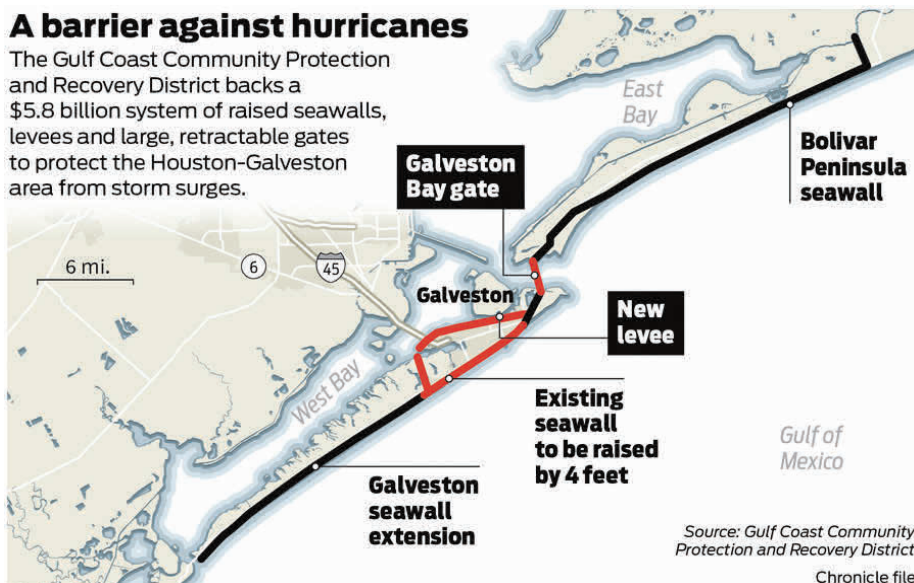 A barrier against hurricanes
The Gulf Coast Community Protection
and Recovery District backs a
$5.8 billion system of raised seawalls,
levees and large, retractable gates
to protect the Houston-Galveston
area from storm surges.
East
Bay
Bolivar
Peninsula
seawall
Galveston
Bay gate
6 mi.
6
45
Galveston
New
levee
West Bay
Existing
seawall
to be raised
by 4 feet
Gulf of
Mexico
Galveston
seawall
extension
Source: Gulf Coast Community
Protection and Recovery District
Chronicle file